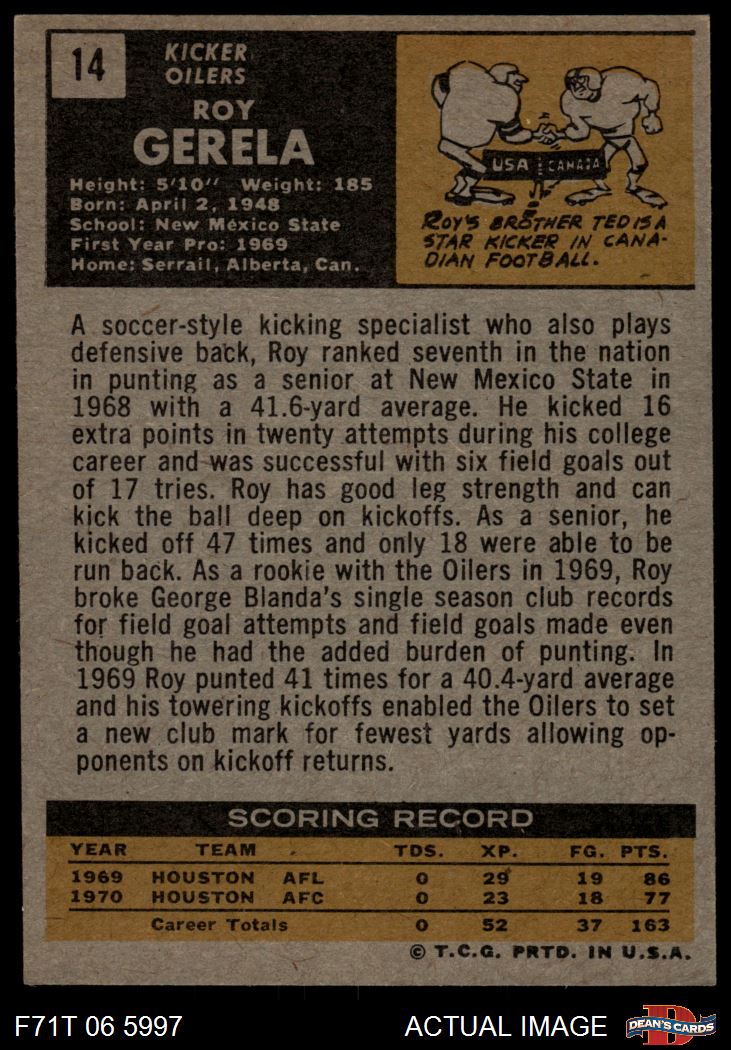 14
KICKER
OILERS
ROY
GERELA
Height: 5'10" Weight: 185
Born: April 2, 1948
School: New Mexico State
First Year Pro: 1969
Home: Serrail, Alberta, Can.
USA CANADA
ROY'S BROTHER TED IS A
STAR KICKER IN CANA-
DIAN FOOTBALL.
A soccer-style kicking specialist who also plays
defensive back, Roy ranked seventh in the nation
in punting as a senior at New Mexico State in
1968 with a 41.6-yard average. He kicked 16
extra points in twenty attempts during his college
career and was successful with six field goals out
of 17 tries. Roy has good leg strength and can
kick the ball deep on kickoffs. As a senior, he
kicked off 47 times and only 18 were able to be
run back. As a rookie with the Oilers in 1969, Roy
broke George Blanda's single season club records
for field goal attempts and field goals made even
though he had the added burden of punting. In
1969 Roy punted 41 times for a 40.4-yard average
and his towering kickoffs enabled the Oilers to set
a new club mark for fewest yards allowing op-
ponents on kickoff returns.
SCORING RECORD
YEAR TEAM TDS. XP. FG. PTS.
1969 HOUSTON AFL 0 29 19 86
1970 HOUSTON AFC 0 23 18 77
Career Totals 0 52 37 163
© T.C.G. PRTD. IN U.S.A.
F71T 06 5997 ACTUAL IMAGE D DEAN'S CARDS